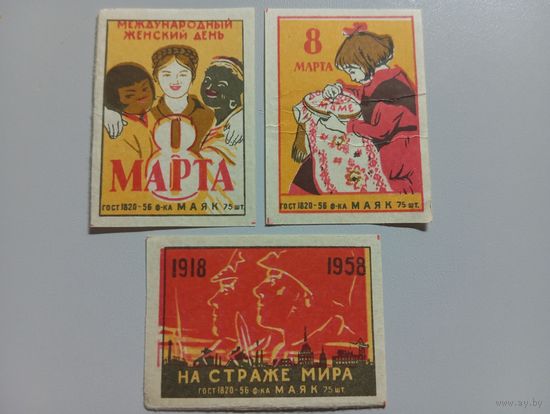 МЕЖДУНАРОДНЫЙ
ЖЕНСКИЙ ДЕНЬ
8
МАРТА
ГОСТ 1820-56 Ф-КА МАЯК 75 ШТ.
8
МАРТА
МАМЕ
ГОСТ 1820-56 Ф-КА МАЯК 75 ШТ.
1918 1958
НА СТРАЖЕ МИРА
ГОСТ 1820-56 Ф-КА МАЯК 75 ШТ.
www.ay.by